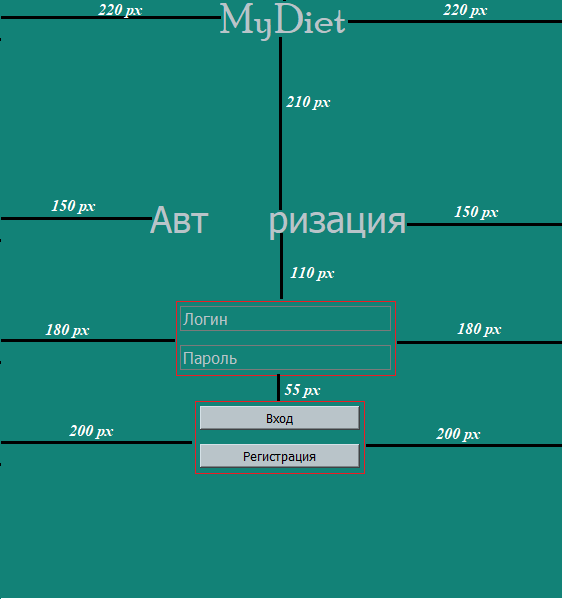 220 px MyDiet 220 px
210 px
150 px Авт ризация 150 px
110 px
Логин
180 px 180 px
Пароль
55 px
Вход
200 px 200 px
Регистрация